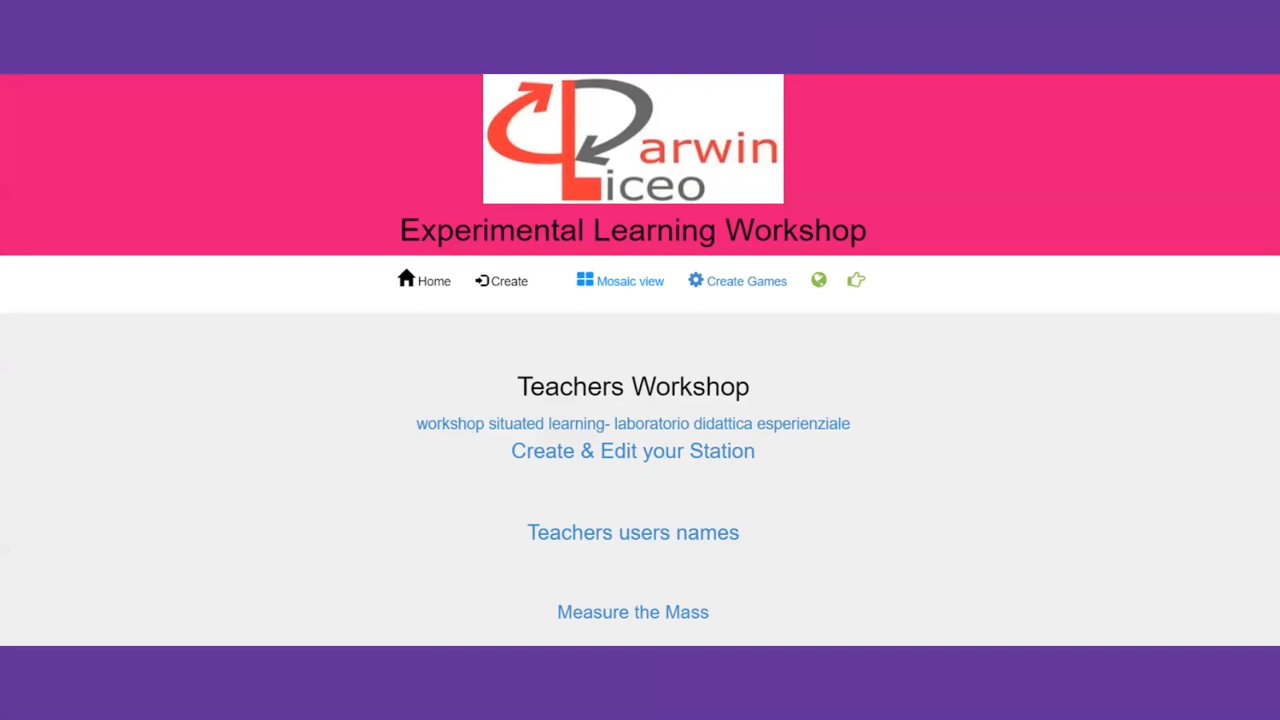 Darwin
Liceo
Experimental Learning Workshop
Home Create Mosaic view Create Games
Teachers Workshop
workshop situated learning- laboratorio didattica esperienziale
Create & Edit your Station
Teachers users names
Measure the Mass